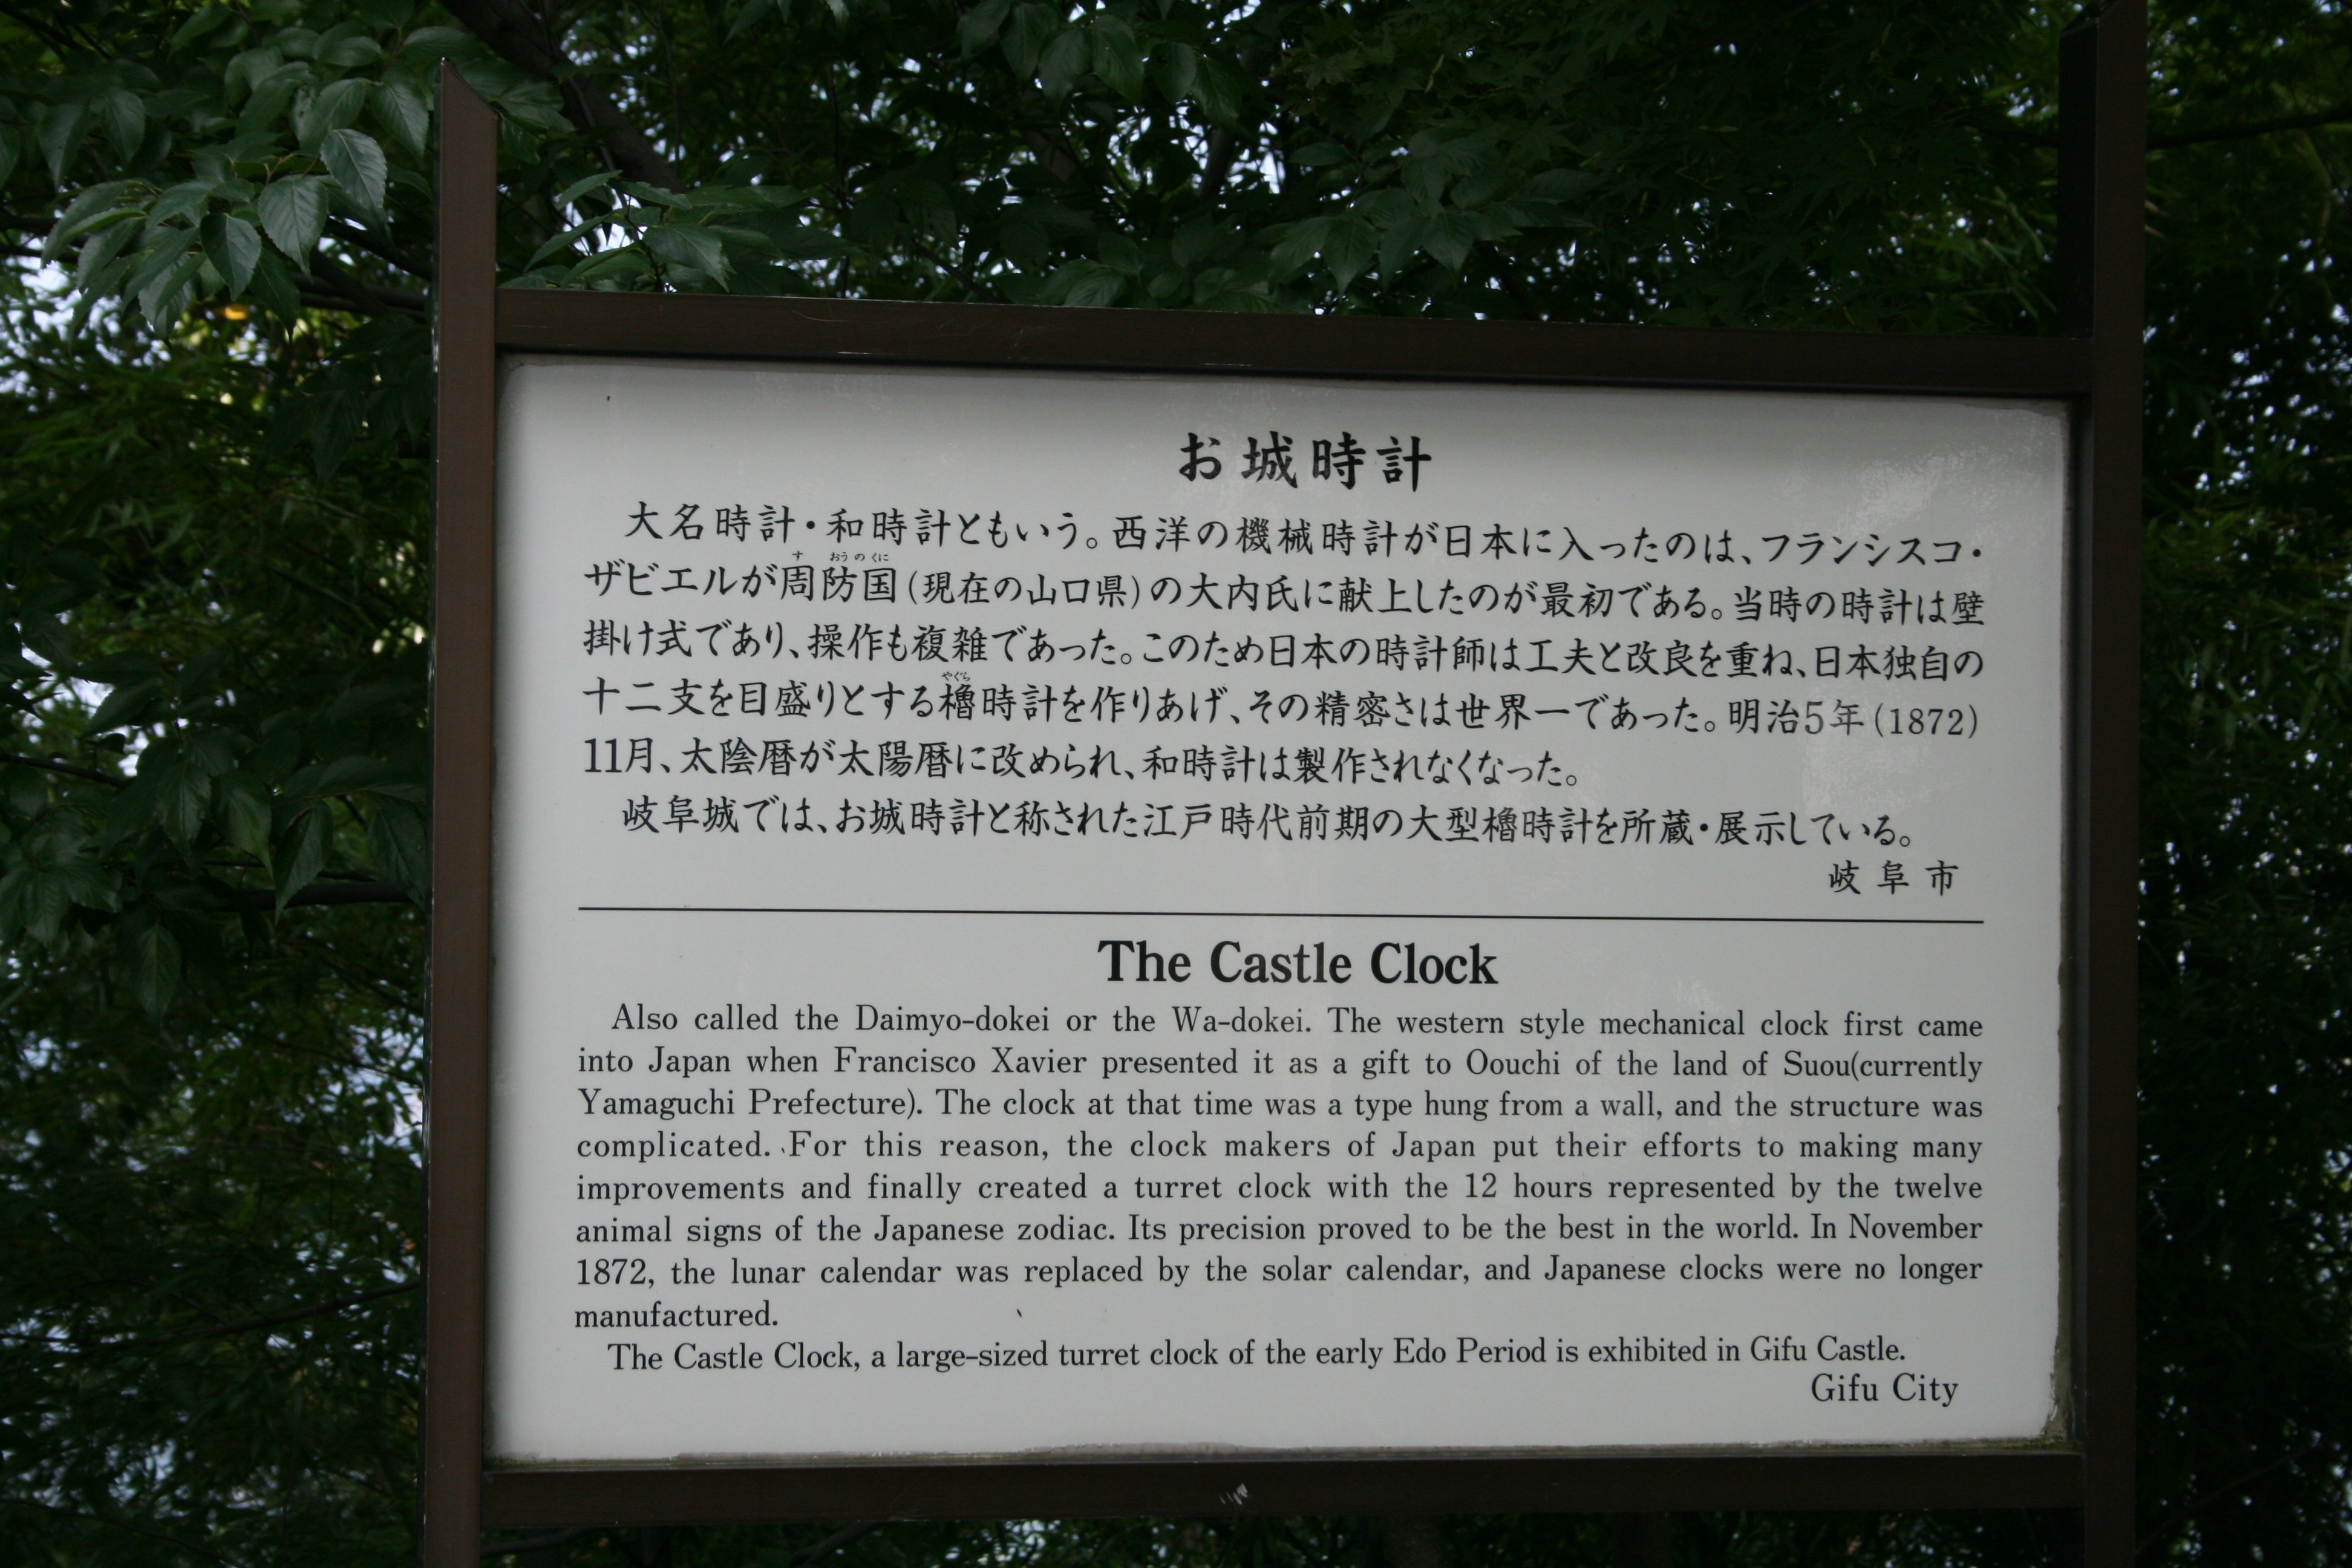 お城時計
大名時計・和時計ともいう。西洋の機械時計が日本に入ったのは、フランシスコ・
ザビエルが周防国(現在の山口県)の大内氏に献上したのが最初である。当時の時計は壁
掛け式であり、操作も複雑であった。このため日本の時計師は工夫と改良を重ね、日本独自の
十二支を目盛りとする櫓時計を作りあげ、その精密さは世界一であった。明治5年(1872)
11月、太陰暦が太陽暦に改められ、和時計は製作されなくなった。
岐阜城では、お城時計と称された江戸時代前期の大型櫓時計を所蔵・展示している。
岐阜市
The Castle Clock
Also called the Daimyo-dokei or the Wa-dokei. The western style mechanical clock first came
into Japan when Francisco Xavier presented it as a gift to Oouchi of the land of Suou(currently
Yamaguchi Prefecture). The clock at that time was a type hung from a wall, and the structure was
complicated. For this reason, the clock makers of Japan put their efforts to making many
improvements and finally created a turret clock with the 12 hours represented by the twelve
animal signs of the Japanese zodiac. Its precision proved to be the best in the world. In November
1872, the lunar calendar was replaced by the solar calendar, and Japanese clocks were no longer
manufactured.
The Castle Clock, a large-sized turret clock of the early Edo Period is exhibited in Gifu Castle.
Gifu City